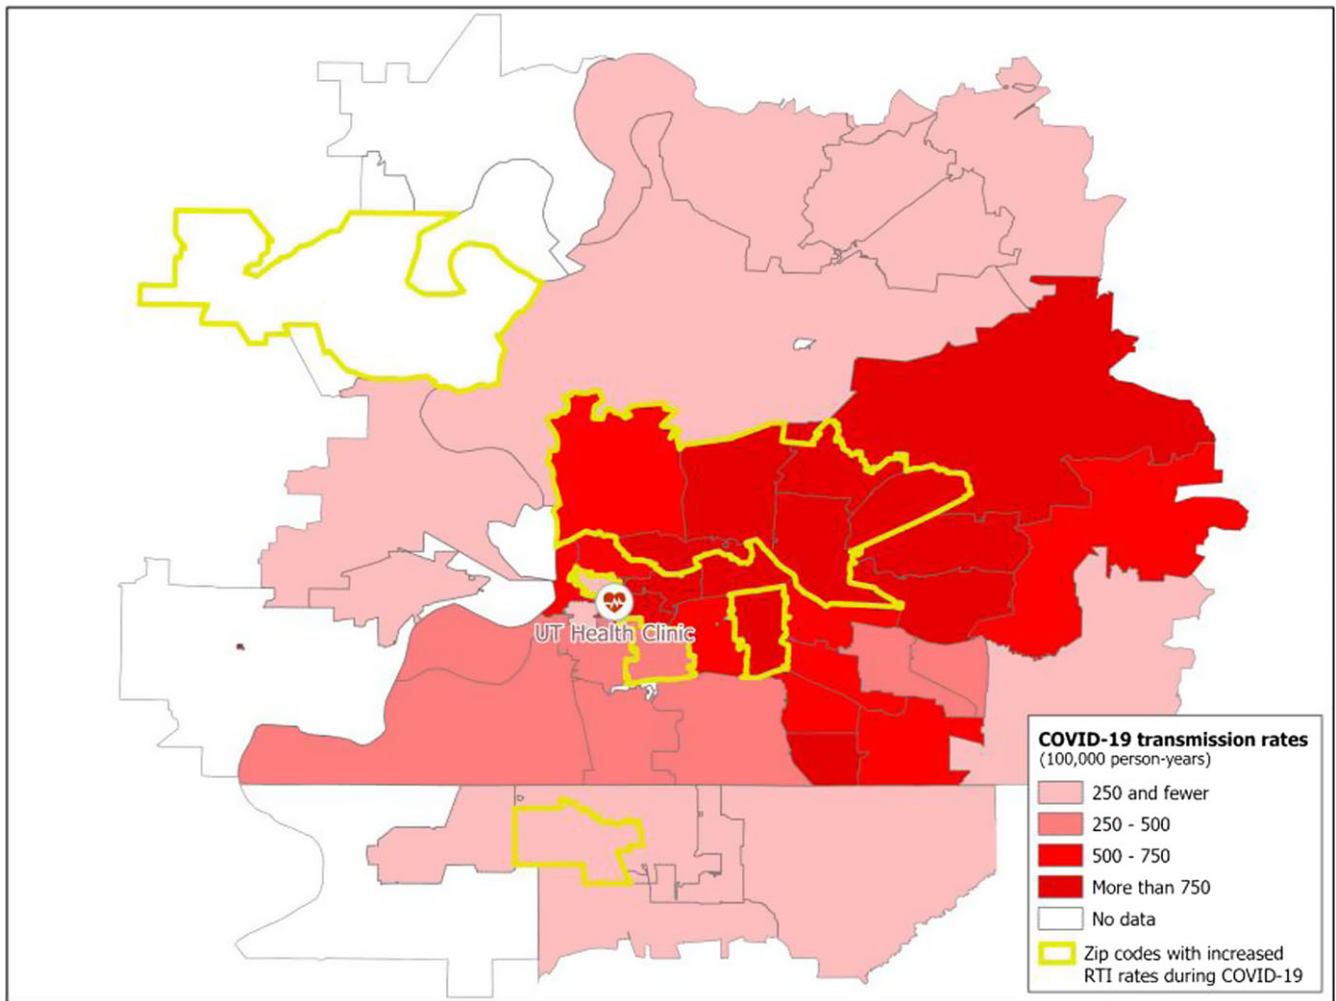 UT Health Clinic
COVID-19 transmission rates
(100,000 person-years)
250 and fewer
250 - 500
500 - 750
More than 750
No data
Zip codes with increased
RTI rates during COVID-19